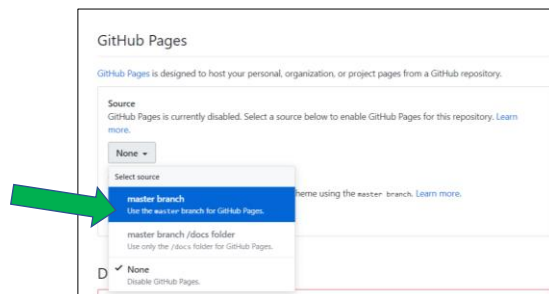 GitHub Pages
GitHub Pages is designed to host your personal, organization, or project pages from a GitHub repository.
Source
GitHub Pages is currently disabled. Select a source below to enable GitHub Pages for this repository. Learn
more.
None
Select source
master branch
Use the master branch for GitHub Pages.
heme using the master branch. Learn more.
master branch /docs folder
Use only the /docs folder for GitHub Pages.
D
None
Disable GitHub Pages.